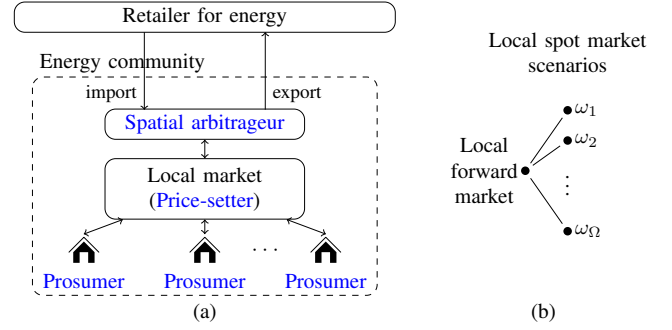 Retailer for energy
Energy community
import
export
Spatial arbitrageur
Local market
(Price-setter)
· · ·
Prosumer
Prosumer
Prosumer
(a)
Local spot market
scenarios
ω₁
ω₂
Local
forward
market
⋮
ω_Ω
(b)